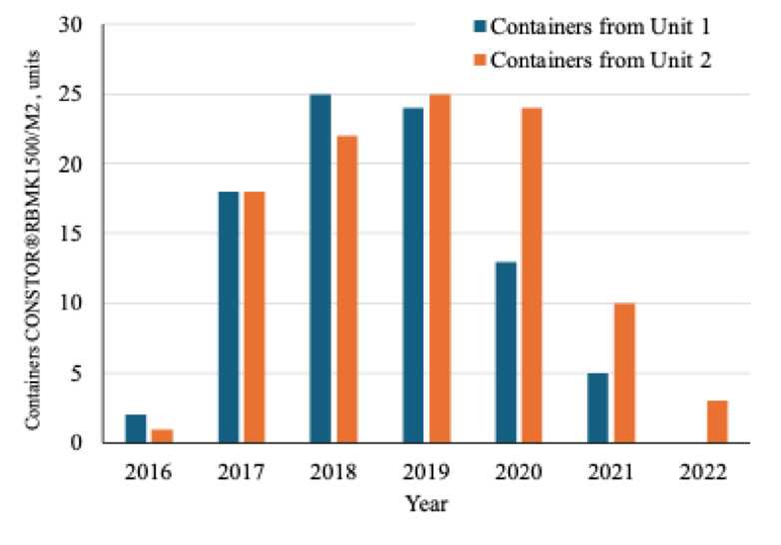 30
Containers from Unit 1
Containers from Unit 2
25
20
15
10
5
0
Containers CONSTOR®RBMK1500/M2 , units
2016 2017 2018 2019 2020 2021 2022
Year